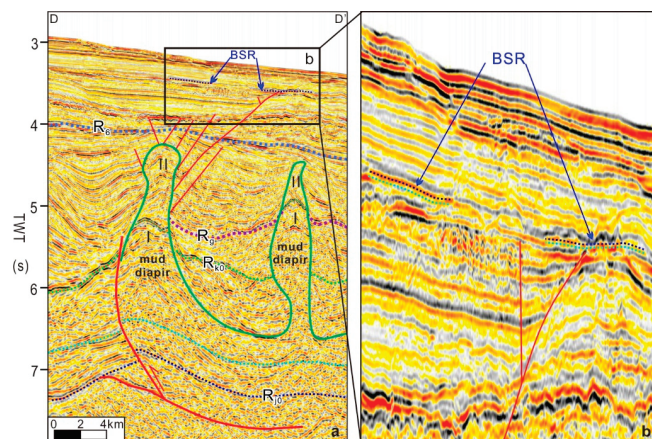 D
D'
3
4
5
6
7
TWT
(s)
BSR
b
R6
II
II
I
I
mud
diapir
mud
diapir
Rg
Rk0
Rj0
0
2
4km
a
BSR
b